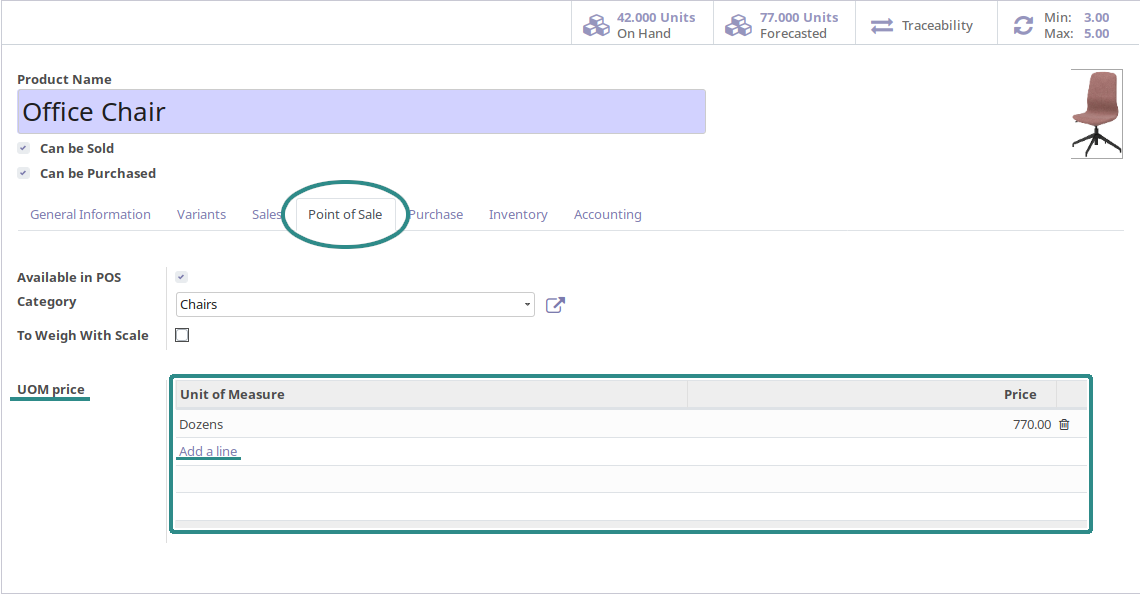 42.000 Units
On Hand
77.000 Units
Forecasted
Traceability
Min: 3.00
Max: 5.00
Product Name
Office Chair
Can be Sold
Can be Purchased
General Information Variants Sales Point of Sale Purchase Inventory Accounting
Available in POS
Category Chairs
To Weigh With Scale
UOM price
Unit of Measure Price
Dozens 770.00
Add a line